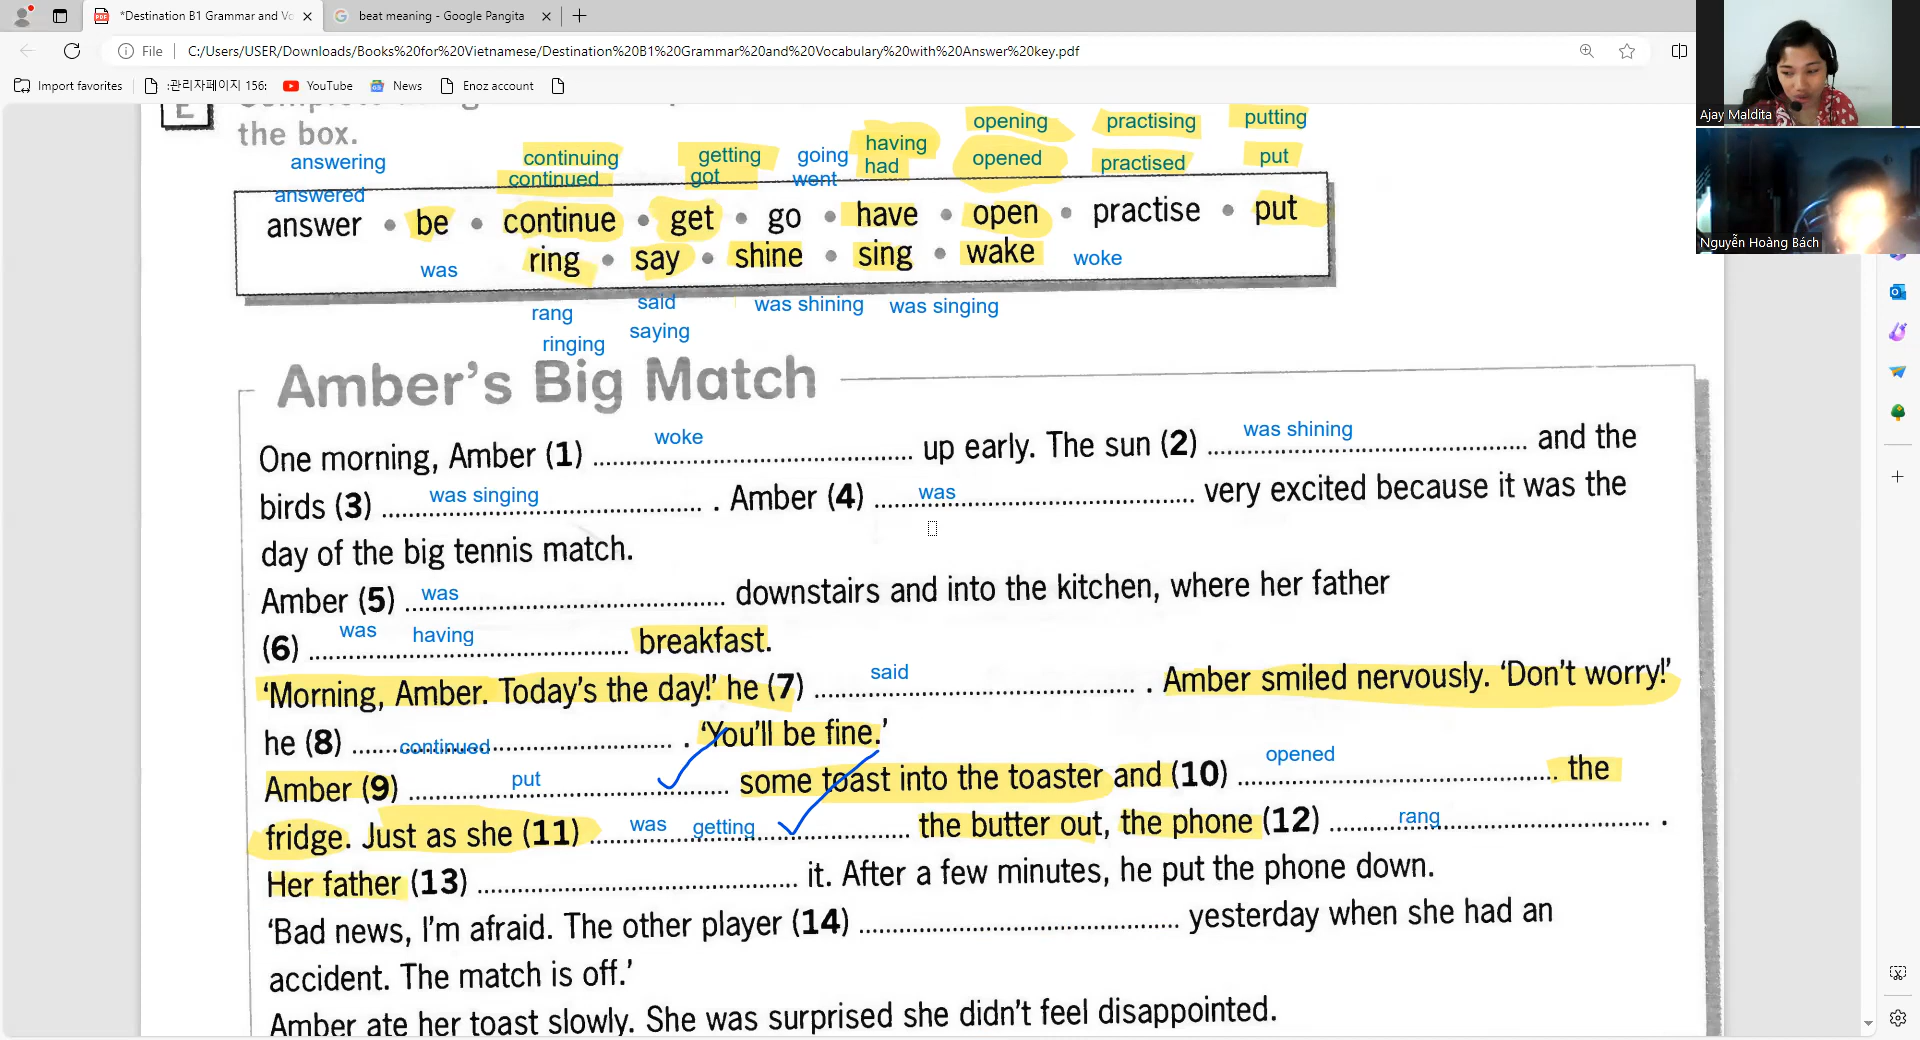 *Destination B1 Grammar and Vo
beat meaning - Google Pangita
File
C:/Users/USER/Downloads/Books%20for%20Vietnamese/Destination%20B1%20Grammar%20and%20Vocabulary%20with%20Answer%20key.pdf
Import favorites
:관리자페이지 156:
YouTube
News
Enoz account
Ajay Maldita
Nguyễn Hoàng Bách
E
the box.
opening practising putting
answering continuing getting going having opened practised put
answered continued got went had
answer • be • continue • get • go • have • open • practise • put
ring • say • shine • sing • wake woke
was
rang said was shining was singing
ringing saying
Amber's Big Match
One morning, Amber (1) woke up early. The sun (2) was shining and the
birds (3) was singing . Amber (4) was very excited because it was the
day of the big tennis match.
Amber (5) was downstairs and into the kitchen, where her father
(6) was having breakfast.
'Morning, Amber. Today's the day!' he (7) said . Amber smiled nervously. 'Don't worry!'
he (8) continued . 'You'll be fine.'
Amber (9) put some toast into the toaster and (10) opened the
fridge. Just as she (11) was getting the butter out, the phone (12) rang .
Her father (13) it. After a few minutes, he put the phone down.
'Bad news, I'm afraid. The other player (14) yesterday when she had an
accident. The match is off.'
Amber ate her toast slowly. She was surprised she didn't feel disappointed.